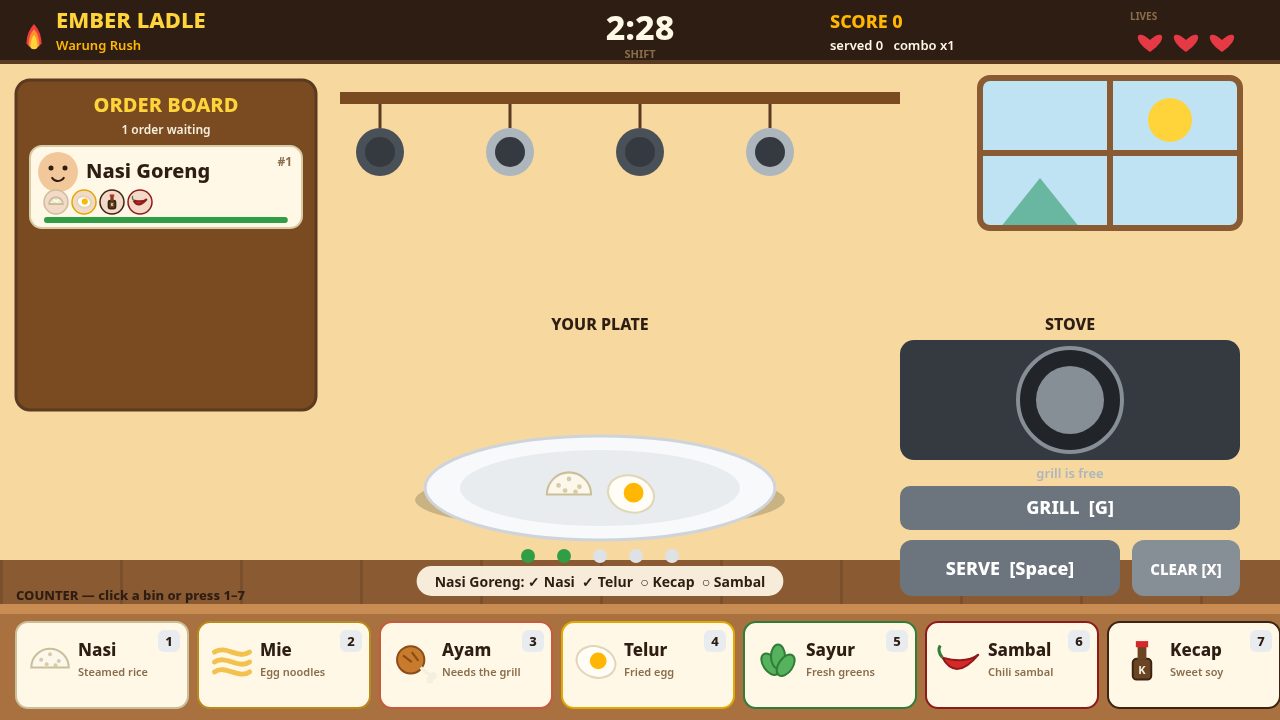 EMBER LADLE
Warung Rush
2:28
SHIFT
SCORE 0
served 0 combo x1
LIVES
ORDER BOARD
1 order waiting
Nasi Goreng
#1
YOUR PLATE
STOVE
grill is free
GRILL [G]
SERVE [Space]
CLEAR [X]
Nasi Goreng: ✓ Nasi ✓ Telur ○ Kecap ○ Sambal
COUNTER — click a bin or press 1–7
Nasi
1
Steamed rice
Mie
2
Egg noodles
Ayam
3
Needs the grill
Telur
4
Fried egg
Sayur
5
Fresh greens
Sambal
6
Chili sambal
K
Kecap
7
Sweet soy